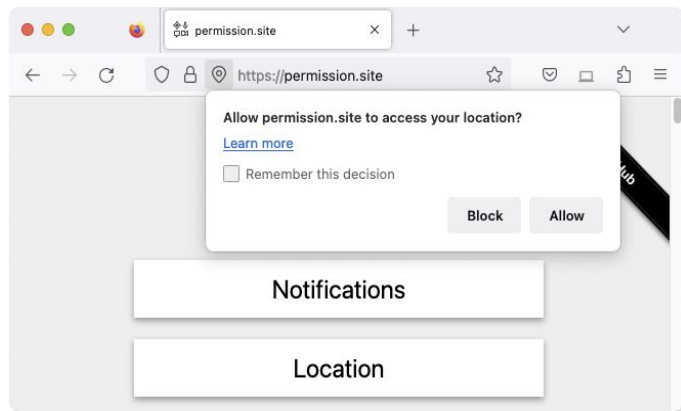 permission.site
https://permission.site
Allow permission.site to access your location?
Learn more
Remember this decision
Block Allow
Notifications
Location